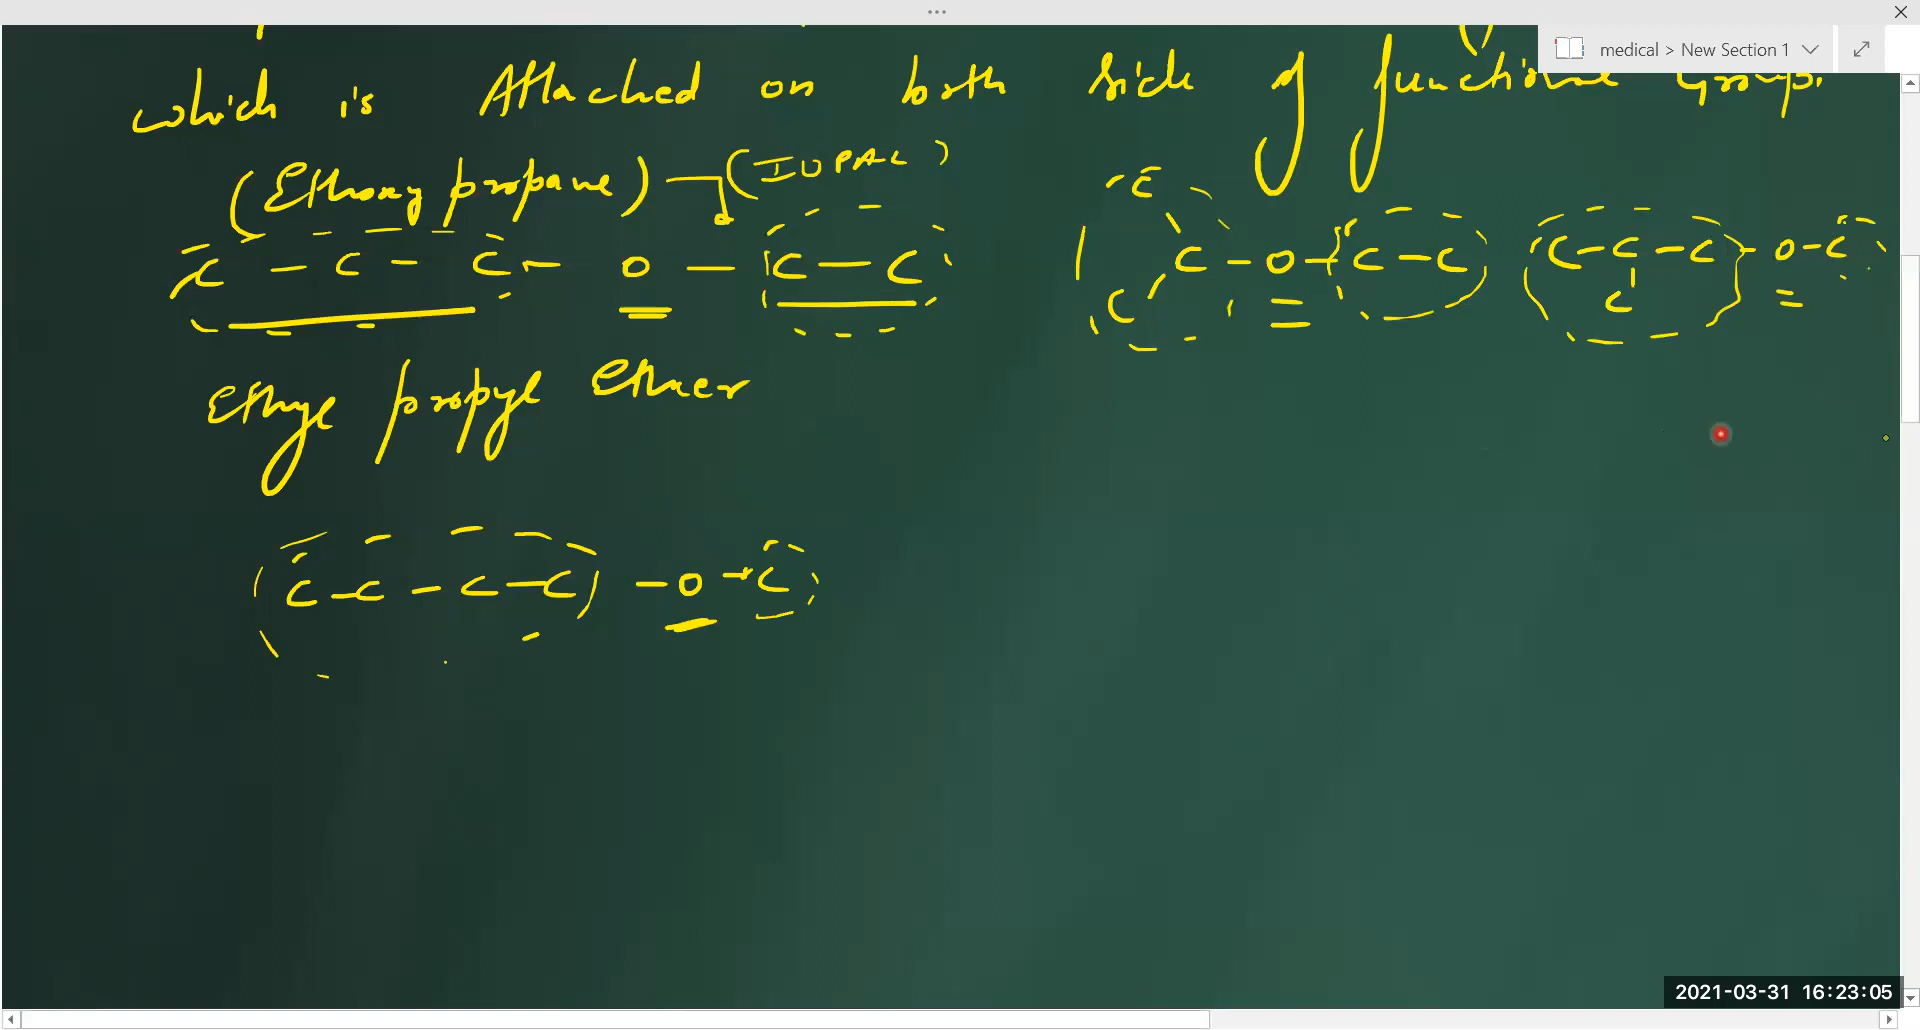 medical > New Section 1
which is Attached on both side of functional Group.
(Ethoxy propane) (IUPAC)
C - C - C - O - C - C
C C - O - C - C
C
C - C - C - O - C
C
Ethyl propyl Ether
C - C - C - C - O - C
2021-03-31 16:23:05